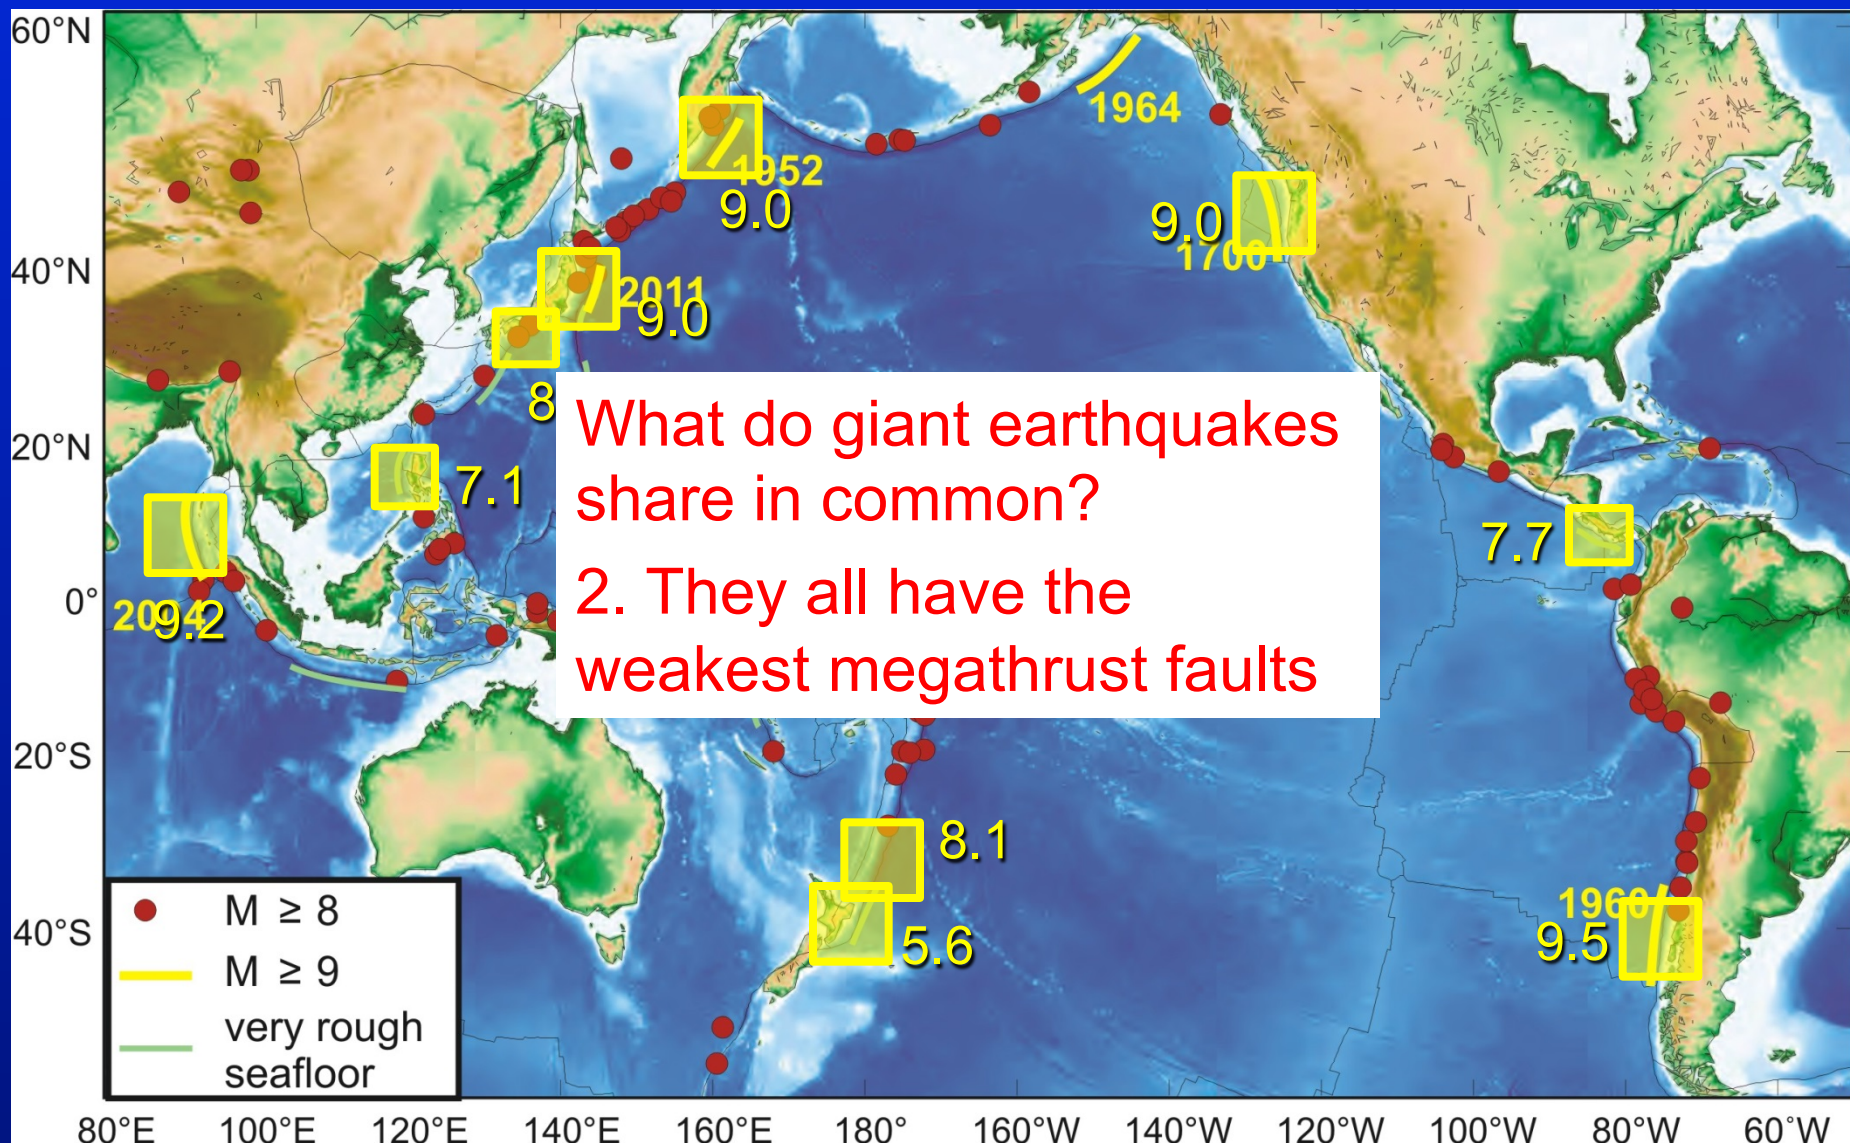 60°N
1964
1952
9.0
9.0
1700
40°N
2011
9.0
8
What do giant earthquakes
share in common?
20°N
7.1
7.7
2. They all have the
weakest megathrust faults
0°
2004
9.2
20°S
8.1
1960
M ≥ 8
40°S
9.5
5.6
M ≥ 9
very rough
seafloor
80°E 100°E 120°E 140°E 160°E 180° 160°W 140°W 120°W 100°W 80°W 60°W